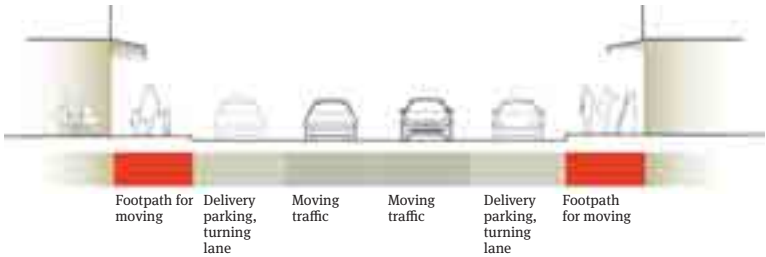 Footpath for
moving
Delivery
parking,
turning
lane
Moving
traffic
Moving
traffic
Delivery
parking,
turning
lane
Footpath
for moving